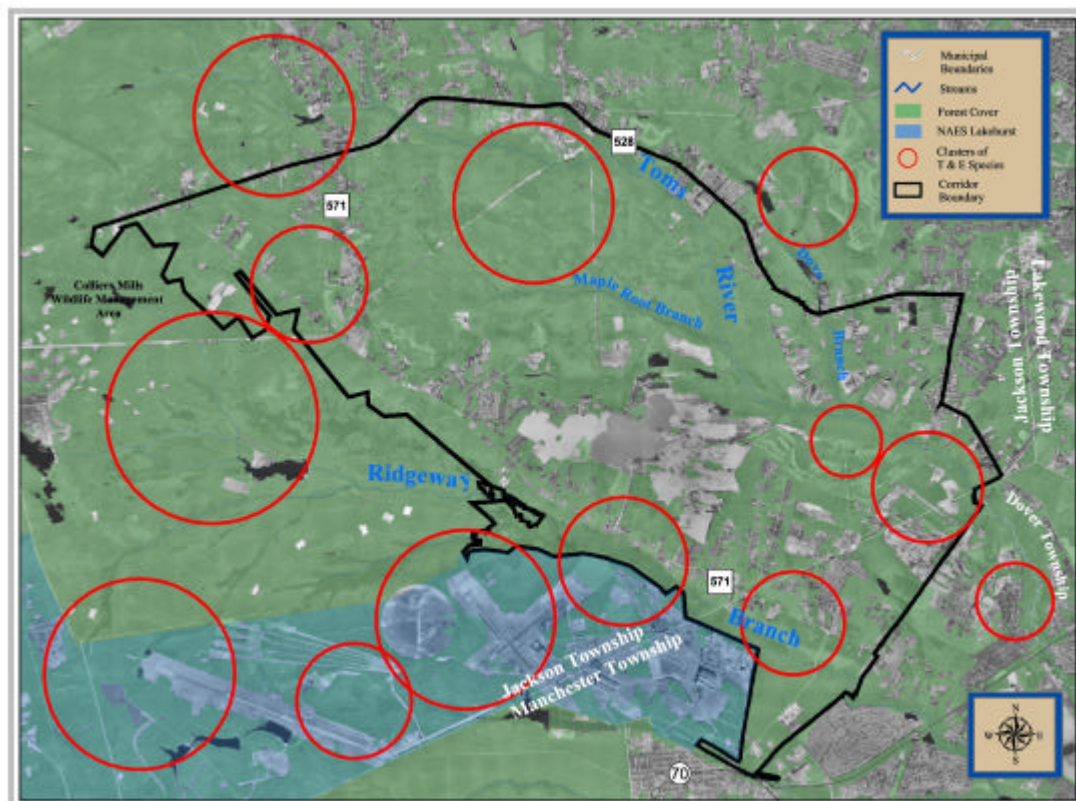 Municipal
Boundaries
Streams
Forest Cover
NAES Lakehurst
Clusters of
T & E Species
Corridor
Boundary
528
Toms
571
River
Dove
Branch
Maple Root Branch
Colliers Mills
Wildlife Management
Area
Jackson Township
Lakewood Township
Ridgeway
Dover Township
571
Branch
Jackson Township
Manchester Township
70
N
W
E
S